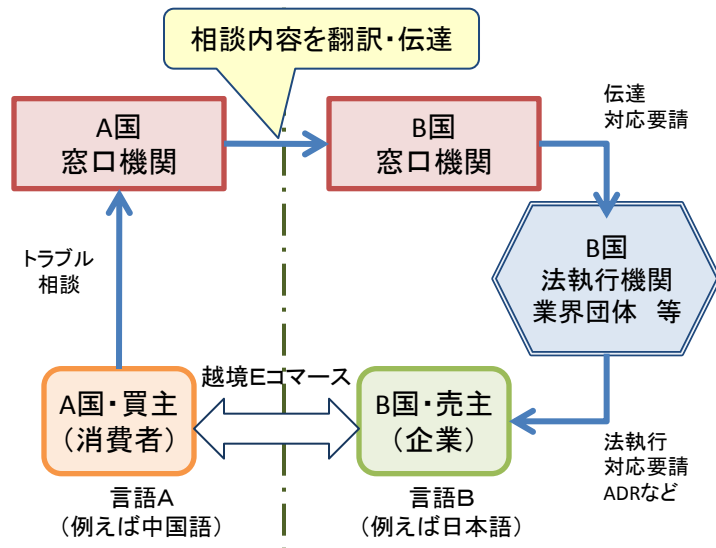 相談内容を翻訳・伝達
A国
窓口機関
B国
窓口機関
伝達
対応要請
トラブル
相談
B国
法執行機関
業界団体　等
越境Eコマース
A国・買主
（消費者）
B国・売主
（企業）
法執行
対応要請
ADRなど
言語A
（例えば中国語）
言語B
（例えば日本語）